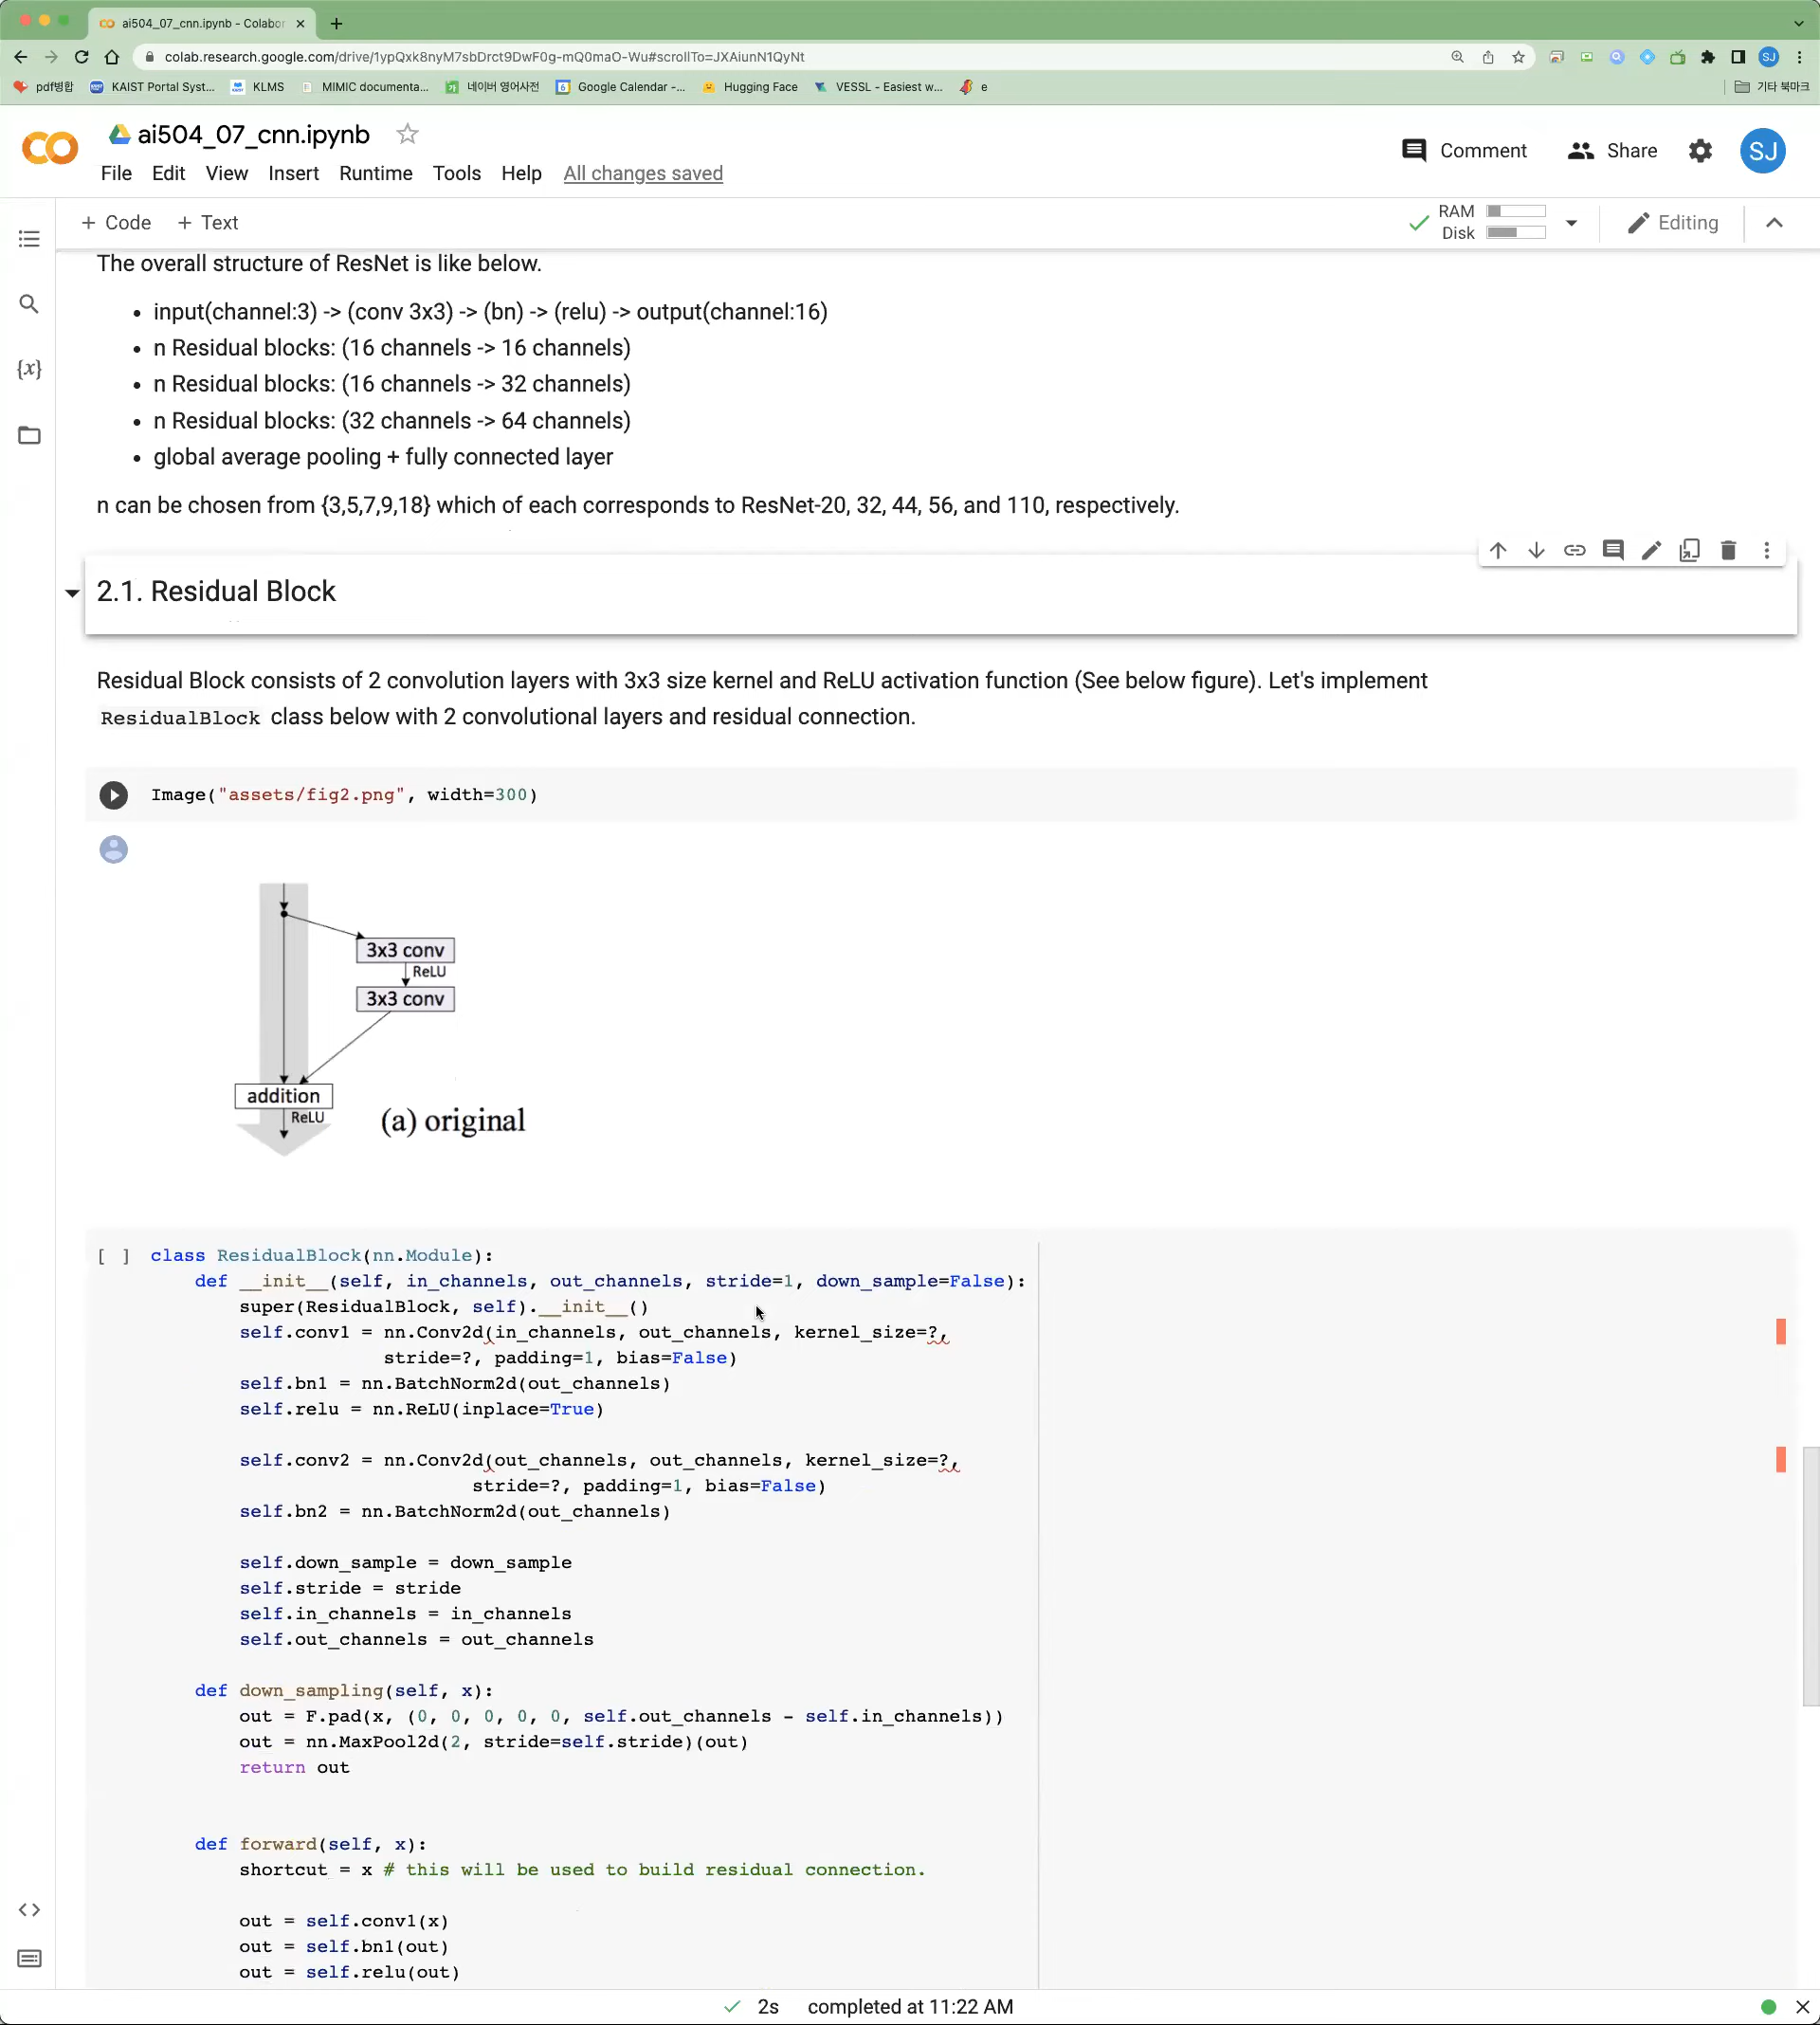 ai504_07_cnn.ipynb - Colabor
colab.research.google.com/drive/1ypQxk8nyM7sbDrct9DwF0g-mQ0maO-Wu#scrollTo=JXAiunN1QyNt
SJ
pdf병합 KAIST Portal Syst... KLMS MIMIC documenta... 네이버 영어사전 Google Calendar -... Hugging Face VESSL - Easiest w... e 기타 북마크
ai504_07_cnn.ipynb
Comment Share SJ
File Edit View Insert Runtime Tools Help All changes saved
+ Code + Text
RAM
Disk
Editing
The overall structure of ResNet is like below.
• input(channel:3) -> (conv 3x3) -> (bn) -> (relu) -> output(channel:16)
• n Residual blocks: (16 channels -> 16 channels)
• n Residual blocks: (16 channels -> 32 channels)
• n Residual blocks: (32 channels -> 64 channels)
• global average pooling + fully connected layer
n can be chosen from {3,5,7,9,18} which of each corresponds to ResNet-20, 32, 44, 56, and 110, respectively.
2.1. Residual Block
Residual Block consists of 2 convolution layers with 3x3 size kernel and ReLU activation function (See below figure). Let's implement
ResidualBlock class below with 2 convolutional layers and residual connection.
Image("assets/fig2.png", width=300)
3x3 conv
ReLU
3x3 conv
addition
ReLU
(a) original
[ ] class ResidualBlock(nn.Module):
def __init__(self, in_channels, out_channels, stride=1, down_sample=False):
super(ResidualBlock, self).__init__()
self.conv1 = nn.Conv2d(in_channels, out_channels, kernel_size=?,
stride=?, padding=1, bias=False)
self.bn1 = nn.BatchNorm2d(out_channels)
self.relu = nn.ReLU(inplace=True)
self.conv2 = nn.Conv2d(out_channels, out_channels, kernel_size=?,
stride=?, padding=1, bias=False)
self.bn2 = nn.BatchNorm2d(out_channels)
self.down_sample = down_sample
self.stride = stride
self.in_channels = in_channels
self.out_channels = out_channels
def down_sampling(self, x):
out = F.pad(x, (0, 0, 0, 0, 0, self.out_channels - self.in_channels))
out = nn.MaxPool2d(2, stride=self.stride)(out)
return out
def forward(self, x):
shortcut = x # this will be used to build residual connection.
out = self.conv1(x)
out = self.bn1(out)
out = self.relu(out)
2s completed at 11:22 AM